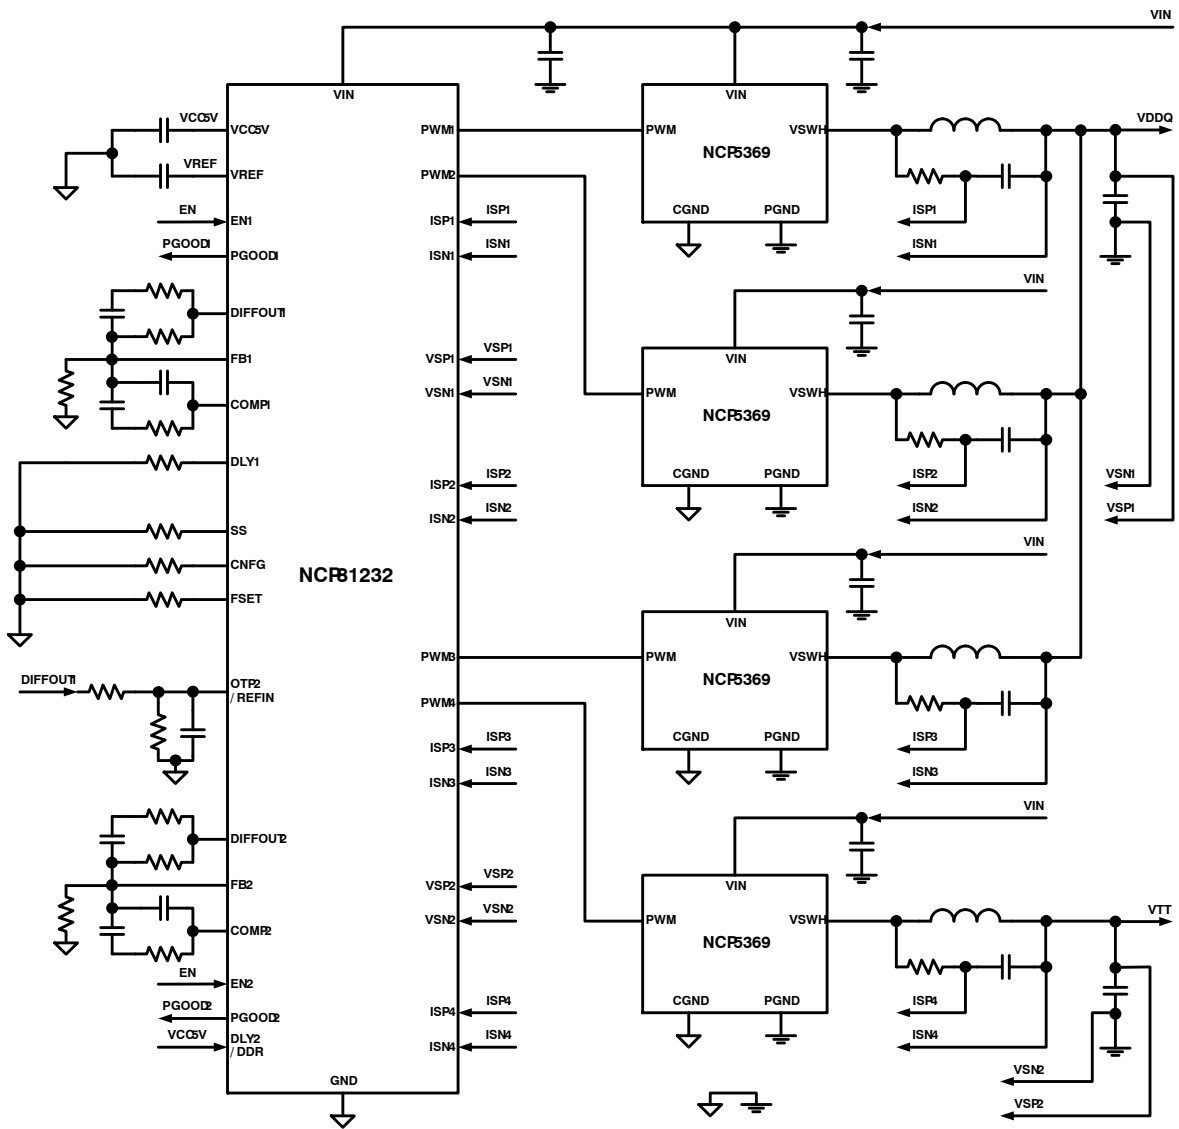 VIN
VIN
VIN
VCC5V
VCC5V
PWM1
PWM
VSWH
VDDQ
NCP5369
VREF
VREF
PWM2
EN
EN1
ISP1
ISP1
CGND
PGND
ISP1
PGOOD1
PGOOD1
ISN1
ISN1
ISN1
VIN
DIFFOUT1
FB1
VSP1
VSP1
VIN
VSN1
VSN1
PWM
VSWH
COMP1
NCP5369
DLY1
ISP2
ISP2
CGND
PGND
ISP2
VSN1
ISN2
ISN2
ISN2
VSP1
SS
VIN
CNFG
NCP81232
FSET
VIN
PWM3
PWM
VSWH
DIFFOUT1
OTP2
/ REFIN
NCP5369
PWM4
ISP3
ISP3
CGND
PGND
ISP3
ISN3
ISN3
ISN3
VIN
DIFFOUT2
FB2
VSP2
VSP2
VIN
VSN2
VSN2
PWM
VSWH
VTT
COMP2
NCP5369
EN
EN2
ISP4
ISP4
CGND
PGND
ISP4
PGOOD2
PGOOD2
VCC5V
DLY2
/ DDR
ISN4
ISN4
ISN4
VSN2
GND
VSP2